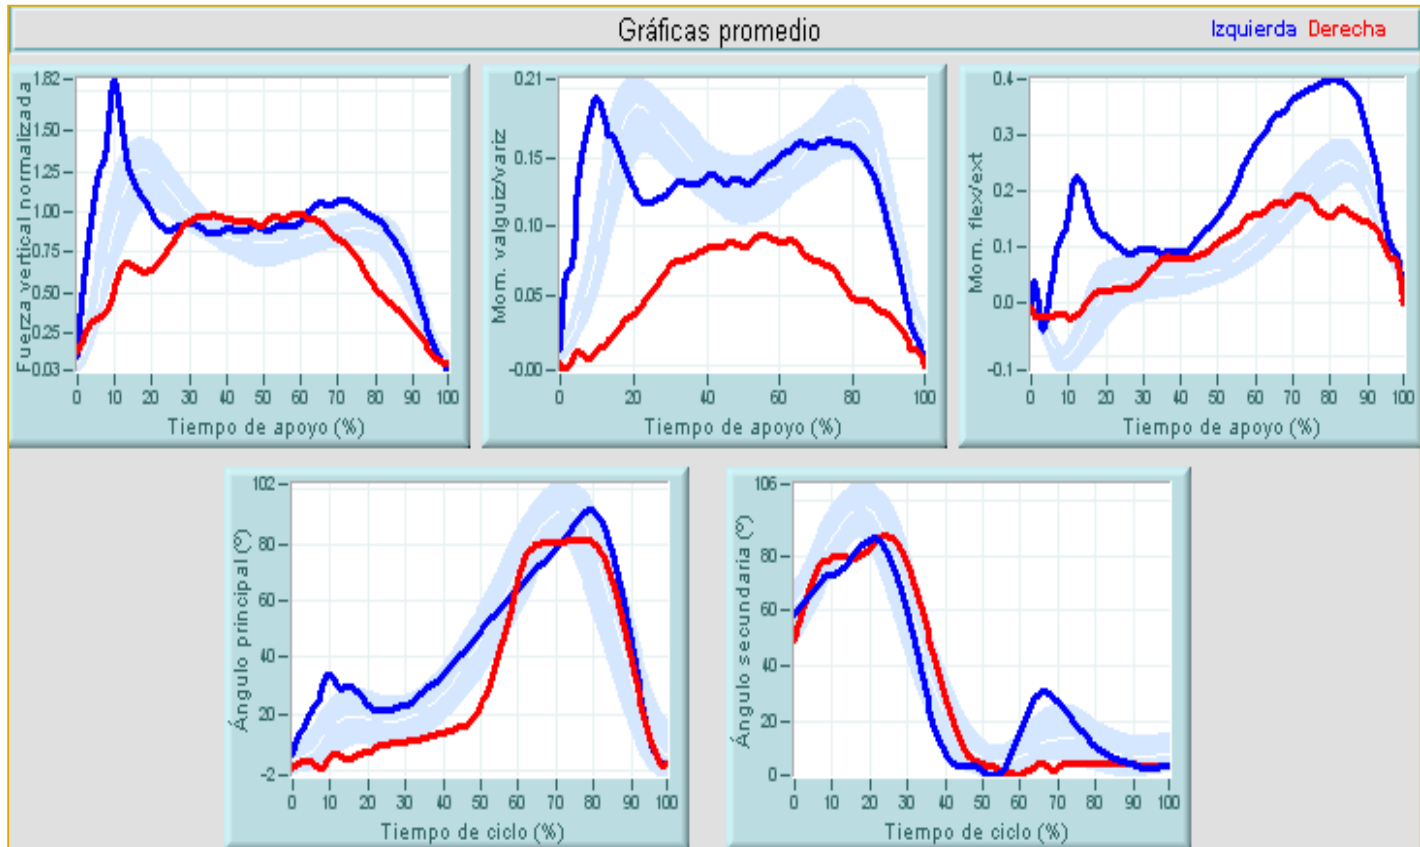 Gráficas promedio
Izquierda Derecha
Fuerza vertical normalizada
1.82
1.50
1.25
1.00
0.75
0.50
0.25
-0.03
0 10 20 30 40 50 60 70 80 90 100
Tiempo de apoyo (%)
Mom. valguiz/variz
0.21
0.15
0.10
0.05
-0.00
0 20 40 60 80 100
Tiempo de apoyo (%)
Mom. flex/ext
0.4
0.3
0.2
0.1
0.0
-0.1
0 10 20 30 40 50 60 70 80 90 100
Tiempo de apoyo (%)
Ángulo principal (º)
102
80
60
40
20
-2
0 10 20 30 40 50 60 70 80 90 100
Tiempo de ciclo (%)
Ángulo secundaria (º)
106
80
60
40
20
0
0 10 20 30 40 50 60 70 80 90 100
Tiempo de ciclo (%)